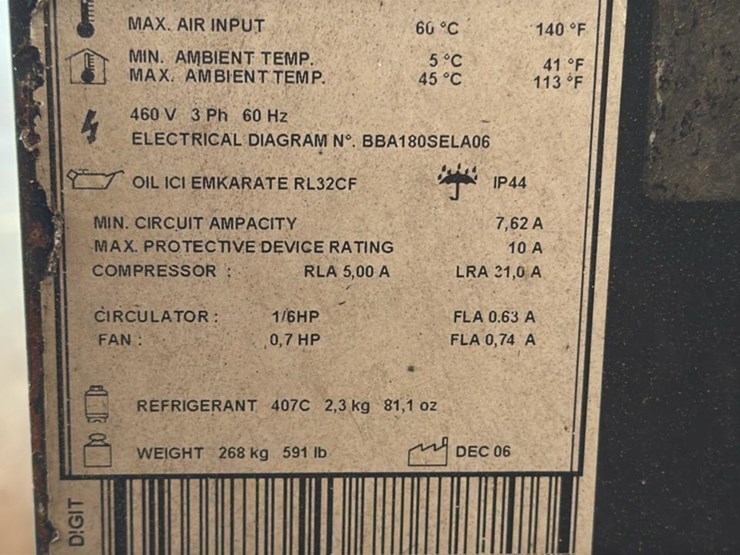 MAX. AIR INPUT 60 °C 140 °F
MIN. AMBIENT TEMP. 5 °C 41 °F
MAX. AMBIENT TEMP. 45 °C 113 °F
460 V 3 Ph 60 Hz
ELECTRICAL DIAGRAM N°. BBA180SELA06
OIL ICI EMKARATE RL32CF IP44
MIN. CIRCUIT AMPACITY 7,62 A
MAX. PROTECTIVE DEVICE RATING 10 A
COMPRESSOR : RLA 5,00 A LRA 31,0 A
CIRCULATOR : 1/6HP FLA 0.63 A
FAN : 0,7 HP FLA 0,74 A
REFRIGERANT 407C 2,3 kg 81,1 oz
WEIGHT 268 kg 591 lb DEC 06
DIGIT